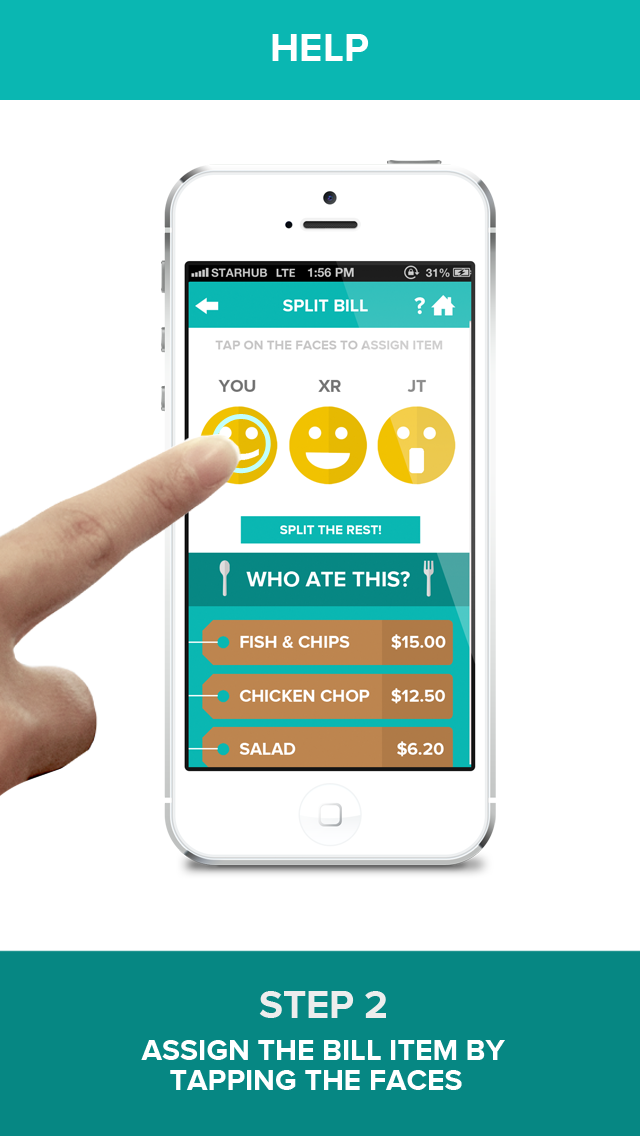 HELP
STARHUB LTE 1:56 PM 31%
SPLIT BILL ?
TAP ON THE FACES TO ASSIGN ITEM
YOU XR JT
SPLIT THE REST!
WHO ATE THIS?
FISH & CHIPS $15.00
CHICKEN CHOP $12.50
SALAD $6.20
STEP 2
ASSIGN THE BILL ITEM BY
TAPPING THE FACES